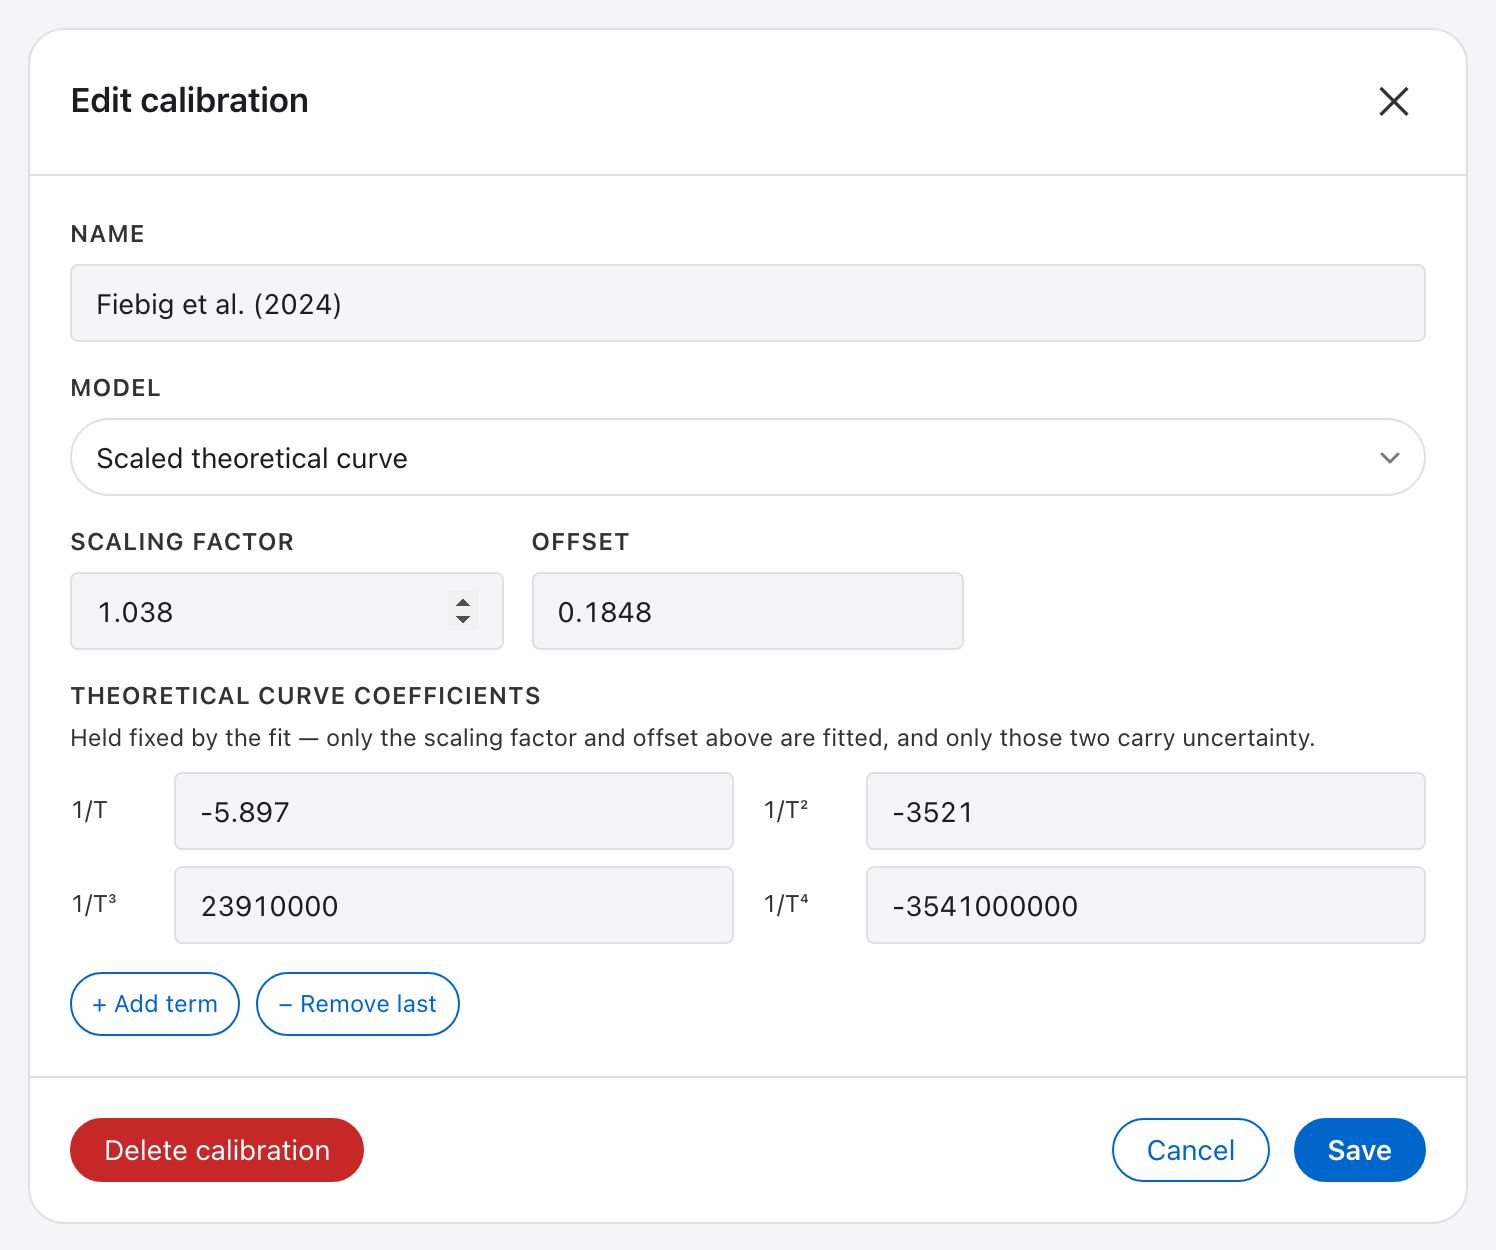 Edit calibration
NAME
Fiebig et al. (2024)
MODEL
Scaled theoretical curve
SCALING FACTOR
OFFSET
1.038
0.1848
THEORETICAL CURVE COEFFICIENTS
Held fixed by the fit — only the scaling factor and offset above are fitted, and only those two carry uncertainty.
1/T
-5.897
1/T²
-3521
1/T³
23910000
1/T⁴
-3541000000
+ Add term
– Remove last
Delete calibration
Cancel
Save